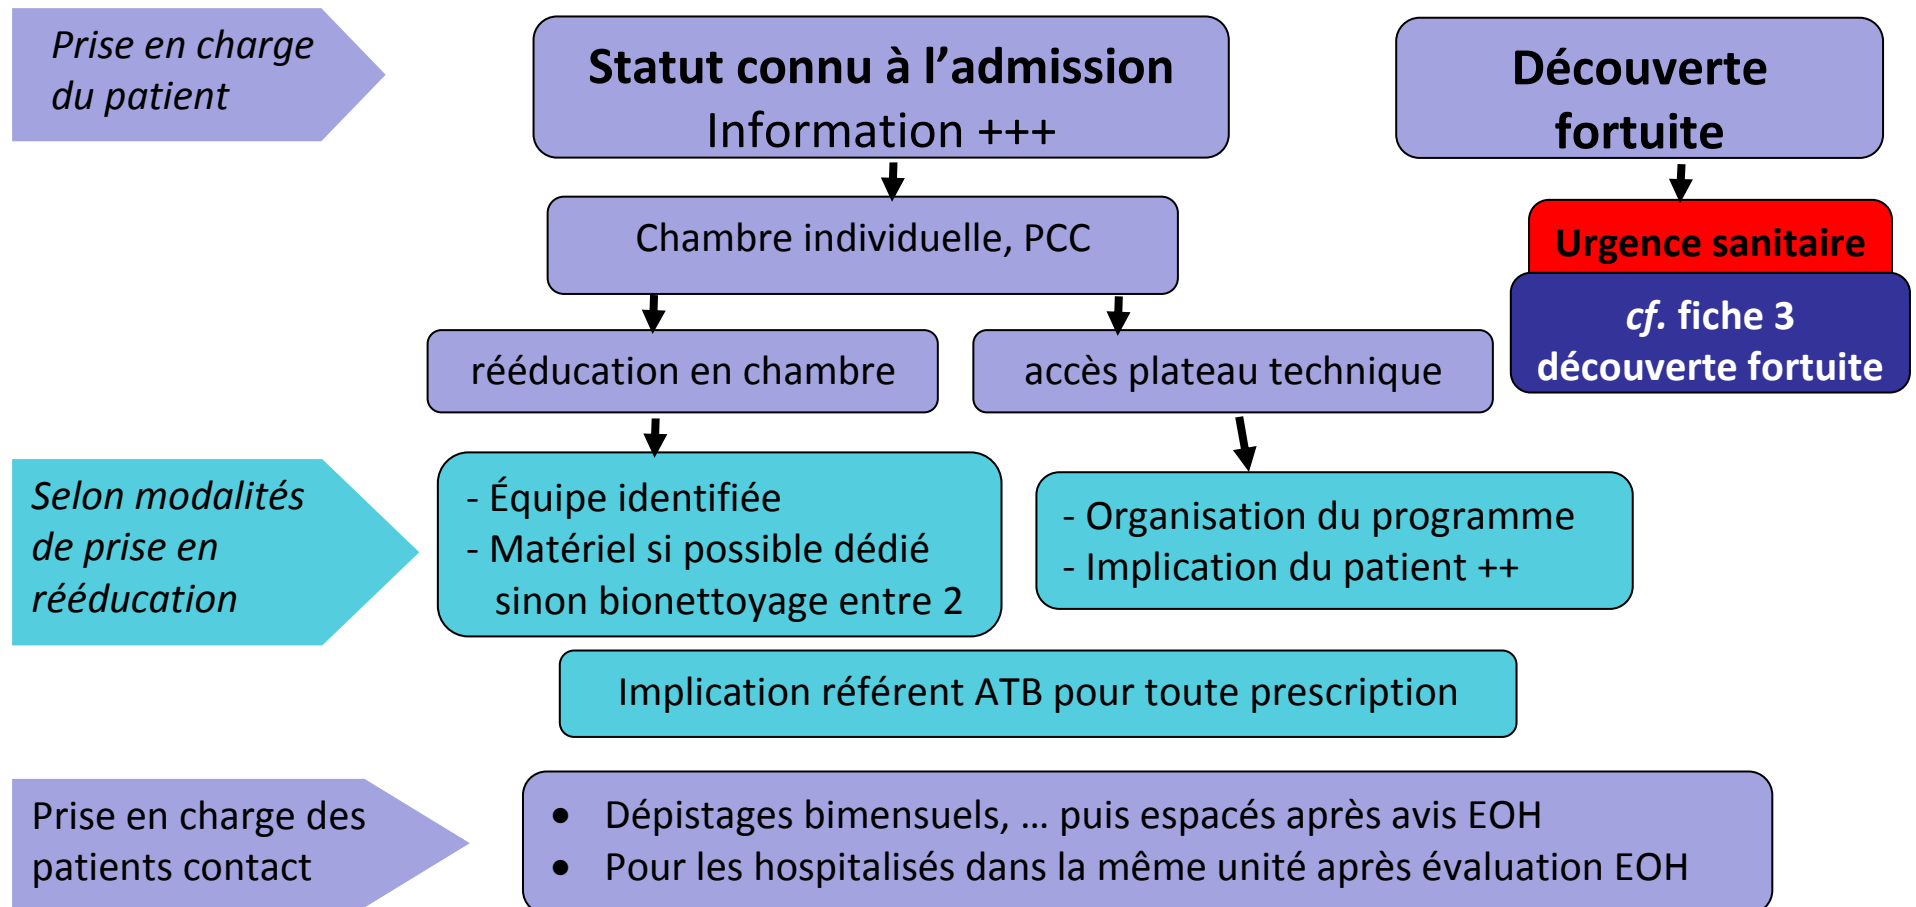 Prise en charge
du patient
Statut connu à l’admission
Information +++
Découverte
fortuite
Chambre individuelle, PCC
Urgence sanitaire
cf. fiche 3
découverte fortuite
rééducation en chambre
accès plateau technique
Selon modalités
de prise en
rééducation
- Équipe identifiée
- Matériel si possible dédié
sinon bionettoyage entre 2
- Organisation du programme
- Implication du patient ++
Implication référent ATB pour toute prescription
Prise en charge des
patients contact
• Dépistages bimensuels, … puis espacés après avis EOH
• Pour les hospitalisés dans la même unité après évaluation EOH